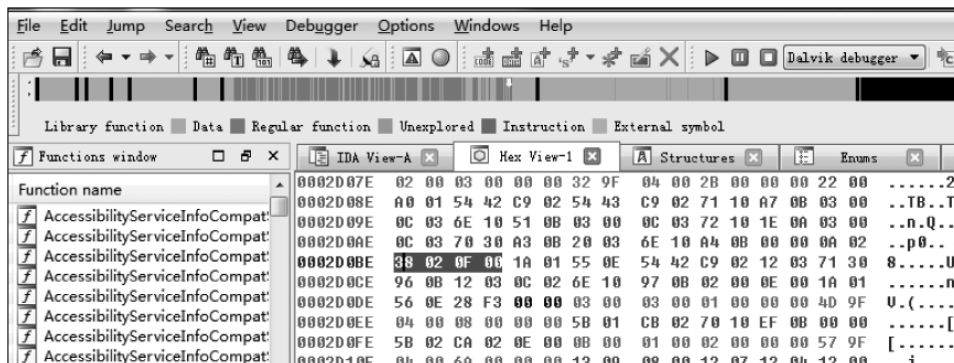 File Edit Jump Search View Debugger Options Windows Help
Dalvik debugger
Library function Data Regular function Unexplored Instruction External symbol
Functions window IDA View-A Hex View-1 Structures Enums
Function name
AccessibilityServiceInfoCompat
AccessibilityServiceInfoCompat
AccessibilityServiceInfoCompat
AccessibilityServiceInfoCompat
AccessibilityServiceInfoCompat
AccessibilityServiceInfoCompat
AccessibilityServiceInfoCompat
AccessibilityServiceInfoCompat
0002D07E 02 00 03 00 00 00 32 9F 04 00 2B 00 00 00 22 00 ......2
0002D08E A0 01 54 42 C9 02 54 43 C9 02 71 10 A7 0B 03 00 ..TB..T
0002D09E 0C 03 6E 10 51 0B 03 00 0C 03 72 10 1E 0A 03 00 ..n.Q..
0002D0AE 0C 03 70 30 A3 0B 20 03 6E 10 A4 0B 00 00 0A 02 ..p0..
0002D0BE 38 02 0F 00 1A 01 55 0E 54 42 C9 02 12 03 71 30 8.....U
0002D0CE 96 0B 12 03 0C 02 6E 10 97 0B 02 00 0E 00 1A 01 ......n
0002D0DE 56 0E 28 F3 00 00 03 00 03 00 01 00 00 00 4D 9F V.(....
0002D0EE 04 00 08 00 00 00 5B 01 CB 02 70 10 EF 0B 00 00 ......[
0002D0FE 5B 02 CA 02 0E 00 0B 00 01 00 02 00 00 00 57 9F [......